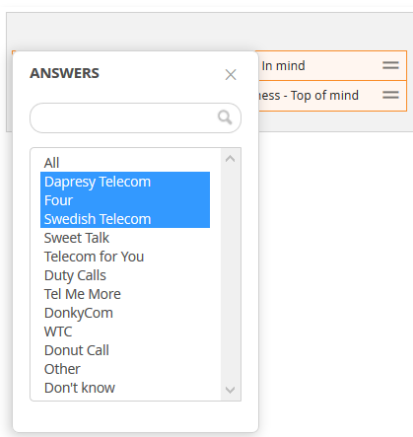 ANSWERS
In mind
- Top of mind
All
Dapresy Telecom
Four
Swedish Telecom
Sweet Talk
Telecom for You
Duty Calls
Tel Me More
DonkyCom
WTC
Donut Call
Other
Don't know